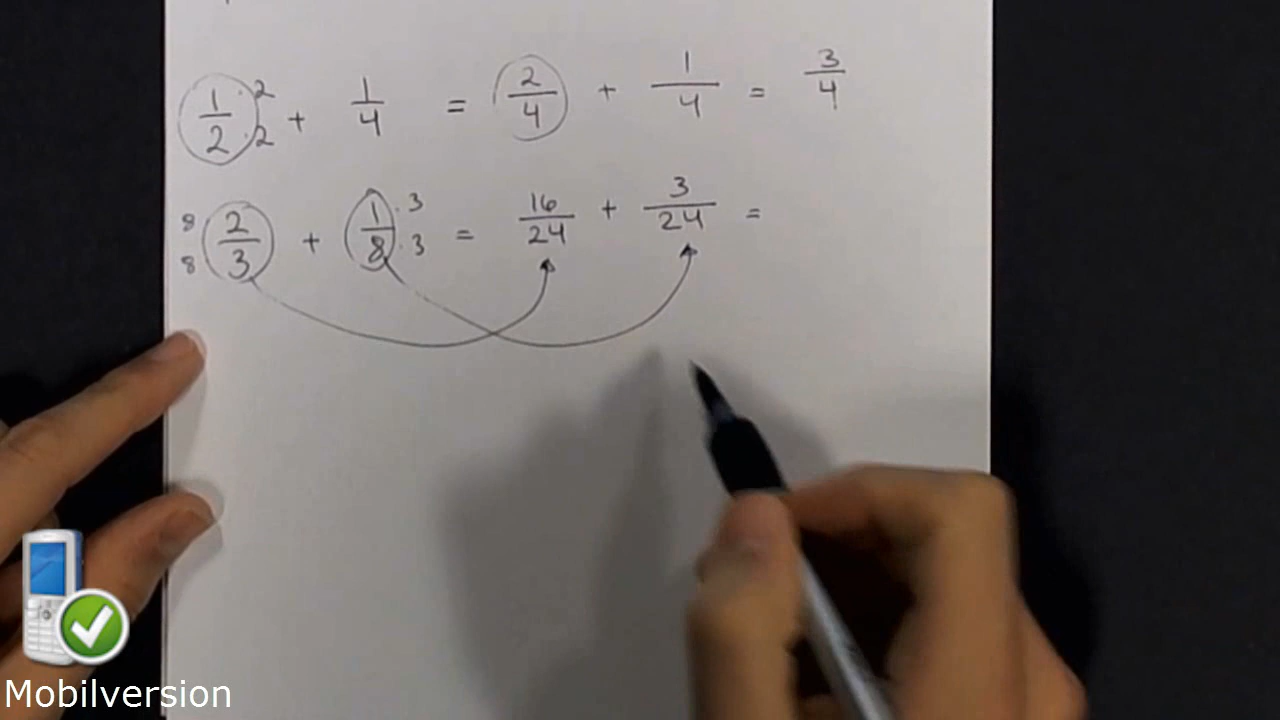 1/2 ·2 ·2 + 1/4 = 2/4 + 1/4 = 3/4
8 8 2/3 + 1/8 ·3 ·3 = 16/24 + 3/24 =
Mobilversion